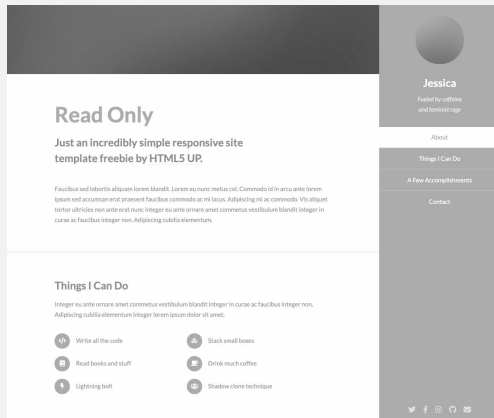 Read Only
Just an incredibly simple responsive site
template freebie by HTML5 UP.
Faucibus sed lobortis aliquam lorem blandit. Lorem eu nunc metus col. Commodo id in arcu ante lorem
ipsum sed accumsan erat praesent faucibus commodo ac mi lacus. Adipiscing mi ac commodo. Vis aliquet
tortor ultricies non ante erat nunc integer eu ante ornare amet commetus vestibulum blandit integer in
curae ac faucibus integer non. Adipiscing cubilia elementum.
Things I Can Do
Integer eu ante ornare amet commetus vestibulum blandit integer in curae ac faucibus integer non.
Adipiscing cubilia elementum integer lorem ipsum dolor sit amet.
Write all the code
Stack small boxes
Read books and stuff
Drink much coffee
Lightning bolt
Shadow clone technique
Jessica
Fueled by caffeine
and feminist rage
About
Things I Can Do
A Few Accomplishments
Contact